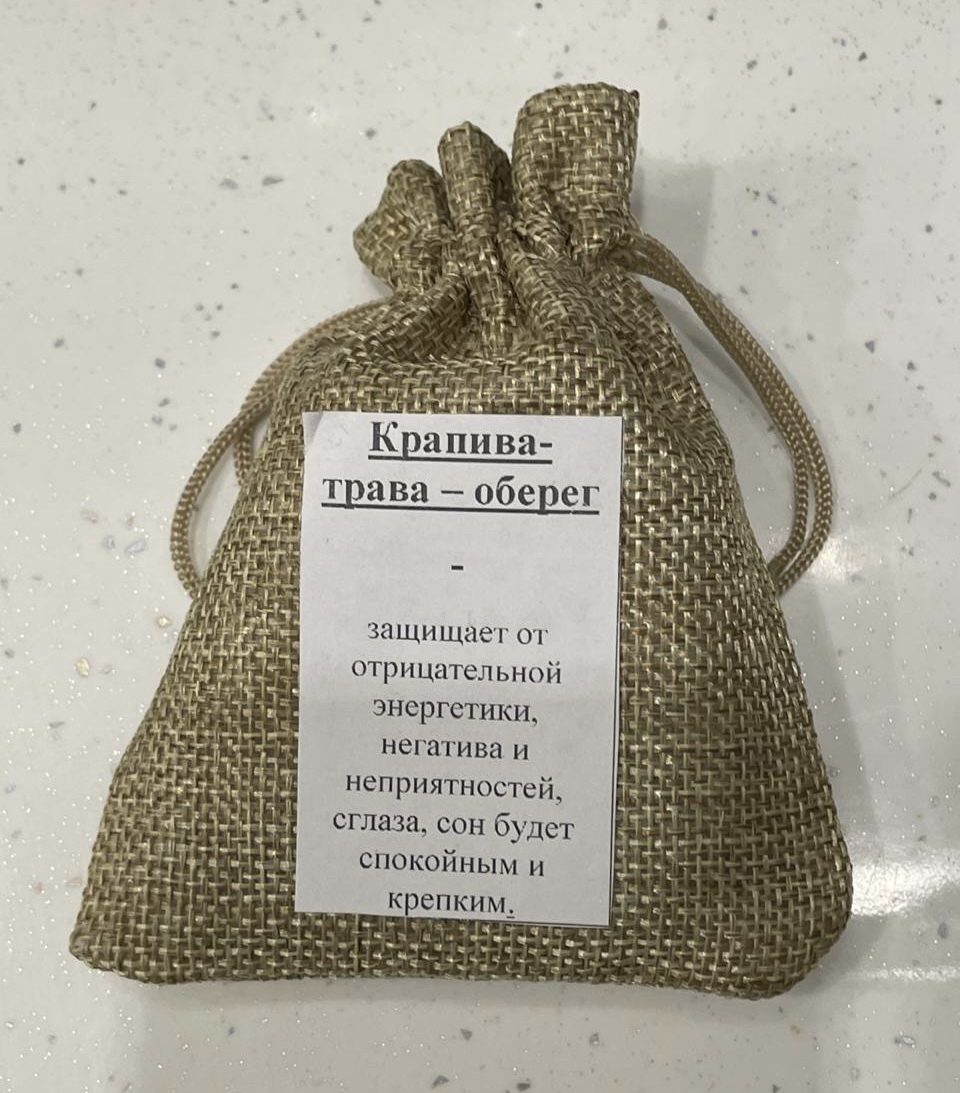 Крапива-
трава – оберег
-
защищает от
отрицательной
энергетики,
негатива и
неприятностей,
сглаза, сон будет
спокойным и
крепким.